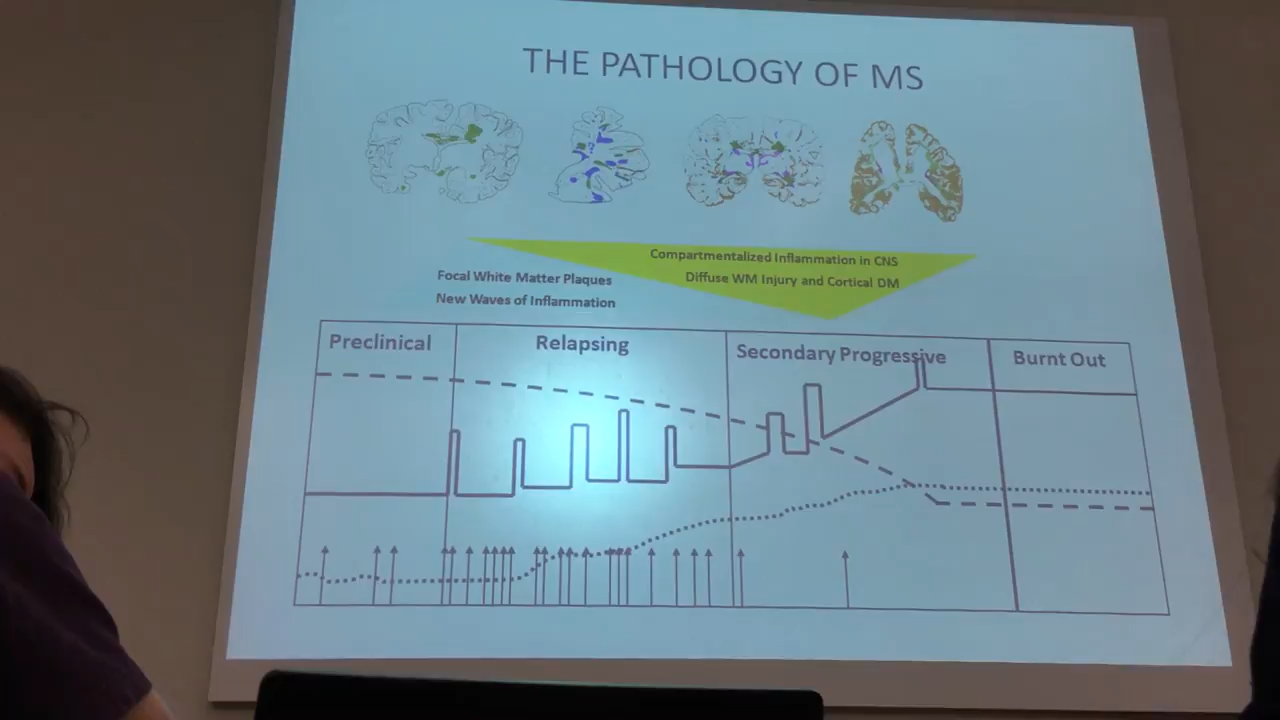 THE PATHOLOGY OF MS
Compartmentalized Inflammation in CNS
Diffuse WM Injury and Cortical DM
Focal White Matter Plaques
New Waves of Inflammation
Preclinical
Relapsing
Secondary Progressive
Burnt Out